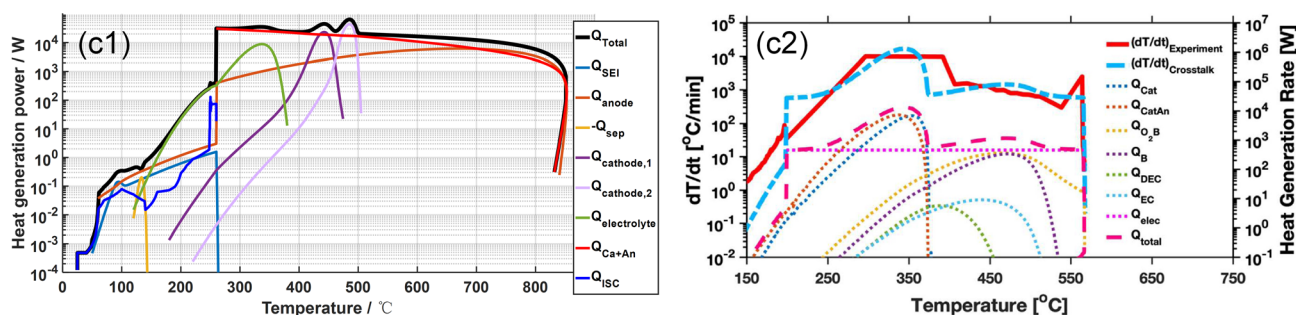 (c1)
Heat generation power / W
10^4
10^3
10^2
10^1
10^0
10^-1
10^-2
10^-3
10^-4
0 100 200 300 400 500 600 700 800
Temperature / ℃
Q_Total
Q_SEI
Q_anode
-Q_sep
Q_cathode,1
Q_cathode,2
Q_electrolyte
Q_Ca+An
Q_ISC
(c2)
dT/dt [°C/min]
10^5
10^4
10^3
10^2
10^1
10^0
10^-1
10^-2
150 250 350 450 550 650 750
Temperature [°C]
10^7
10^6
10^5
10^4
10^3
10^2
10^1
10^0
10^-1
Heat Generation Rate [W]
(dT/dt)_Experiment
(dT/dt)_Crosstalk
Q_Cat
Q_CatAn
Q_O_2_B
Q_B
Q_DEC
Q_EC
Q_elec
Q_total